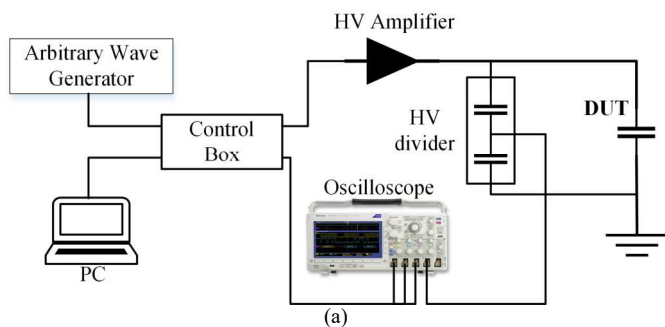 HV Amplifier
Arbitrary Wave
Generator
Control
Box
HV
divider
DUT
Oscilloscope
PC
(a)